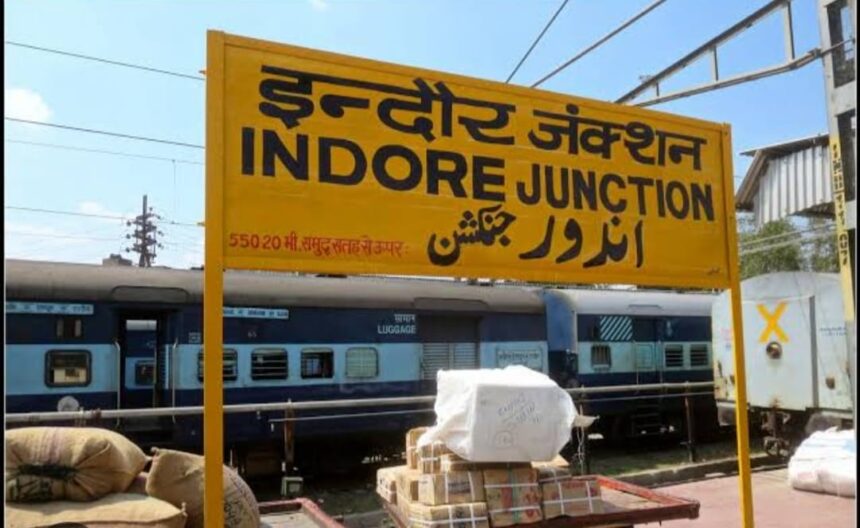 इन्दौर जंक्शन
INDORE JUNCTION
اندور جنکشن
550 20 मी. समुद्र सतह से ऊपर:
सामान
LUGGAGE
X